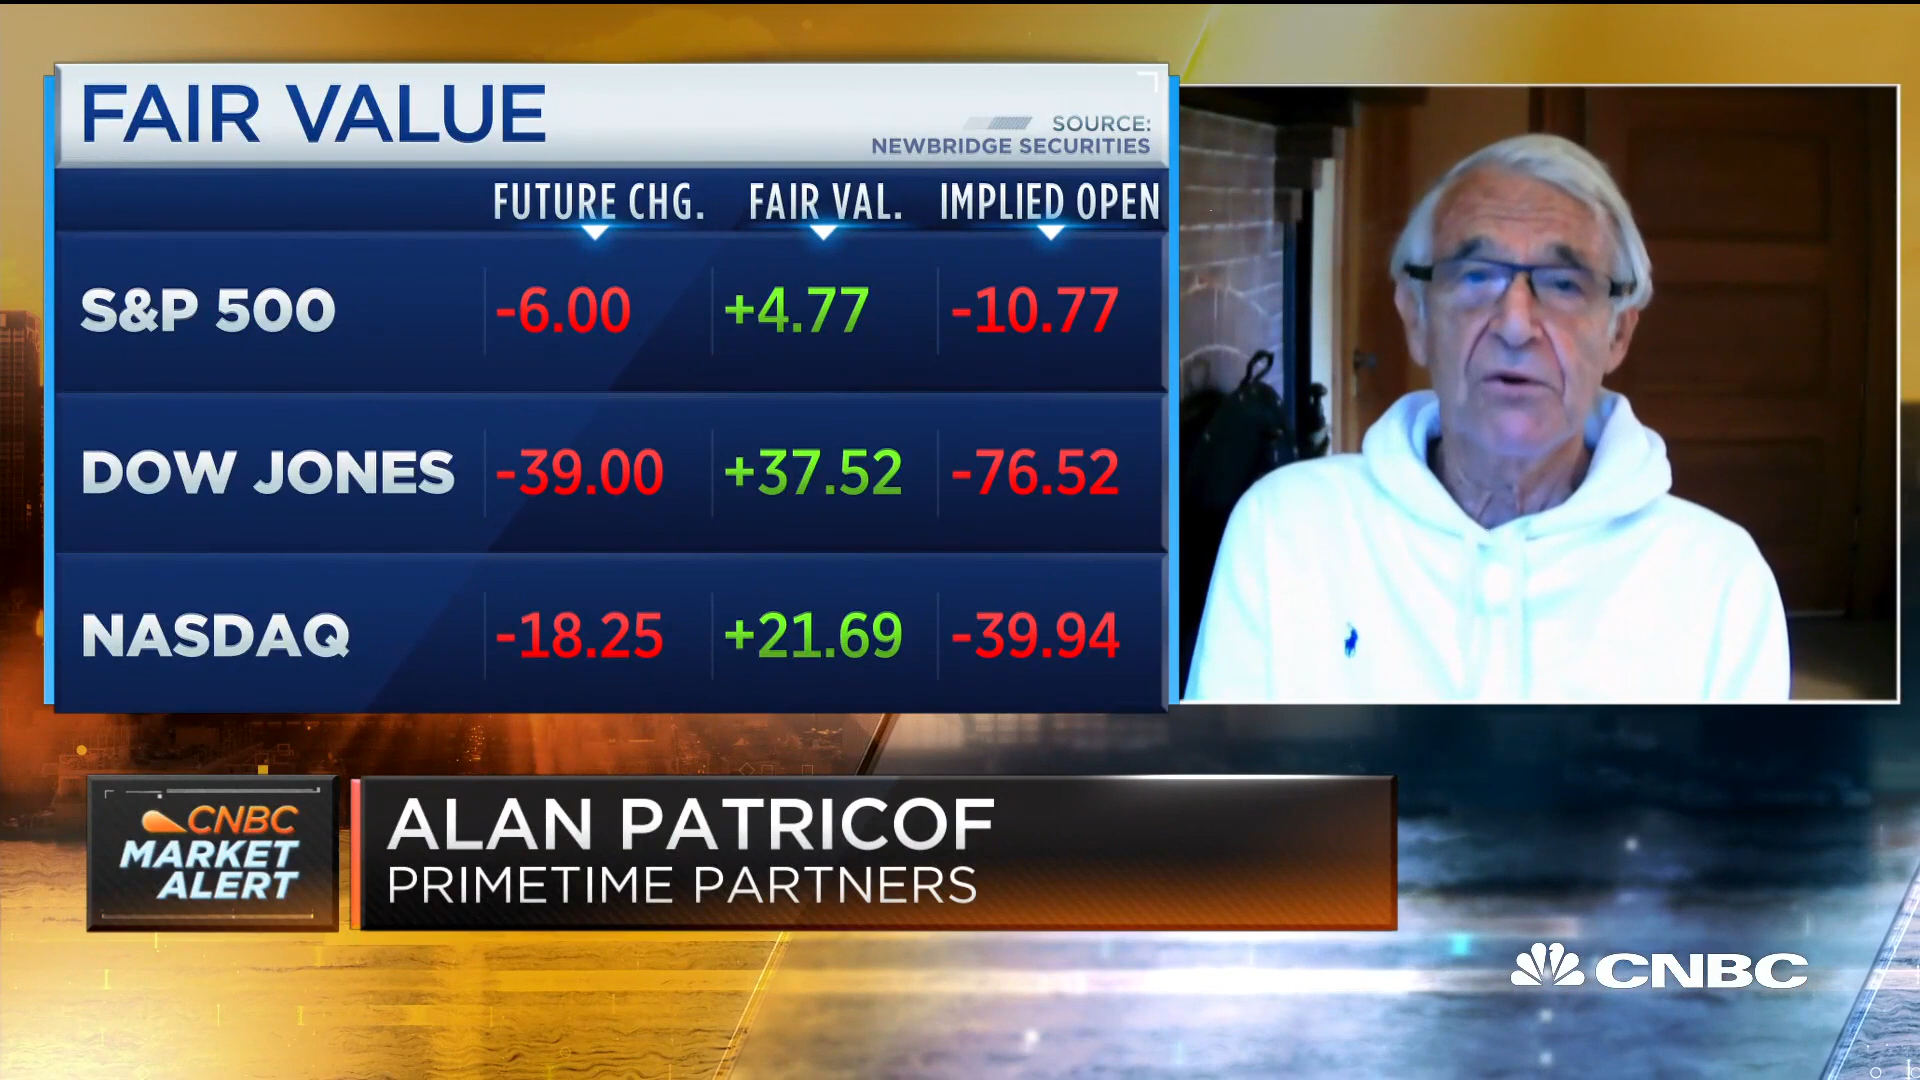 FAIR VALUE
SOURCE:
NEWBRIDGE SECURITIES
FUTURE CHG. FAIR VAL. IMPLIED OPEN
S&P 500 -6.00 +4.77 -10.77
DOW JONES -39.00 +37.52 -76.52
NASDAQ -18.25 +21.69 -39.94
CNBC
MARKET
ALERT
ALAN PATRICOF
PRIMETIME PARTNERS
CNBC